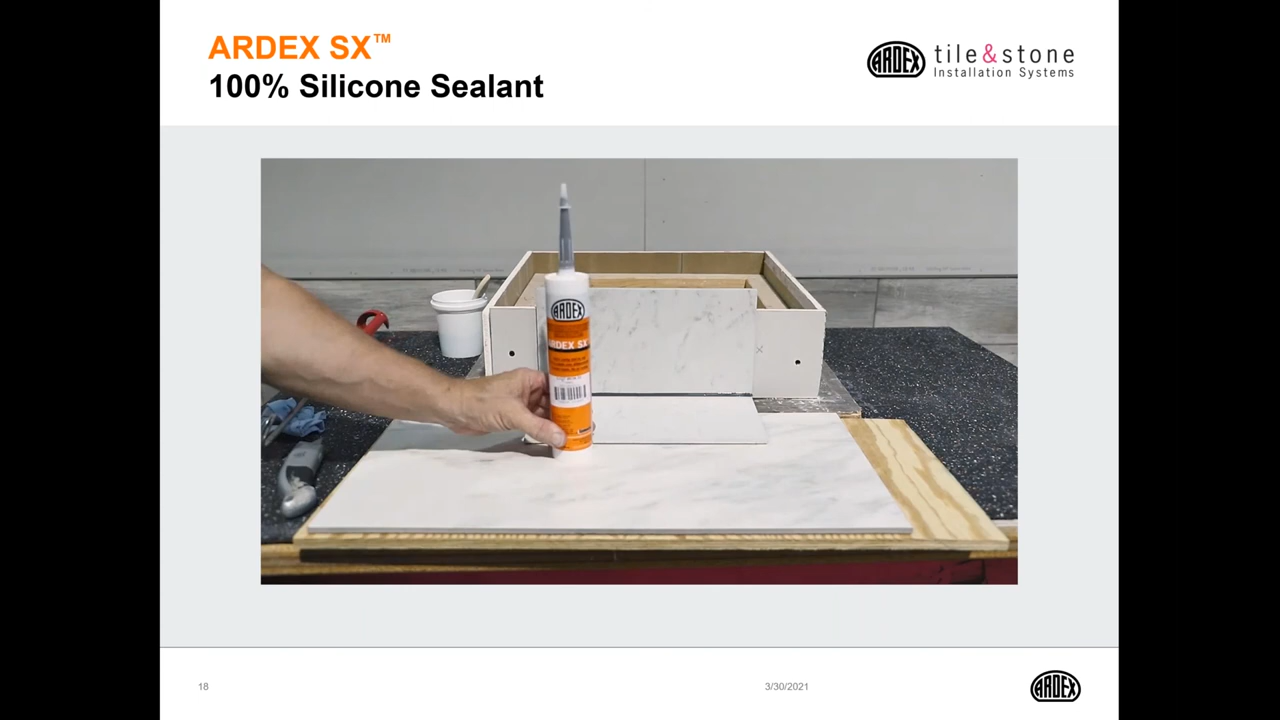 ARDEX SX™
100% Silicone Sealant
ARDEX
tile&stone
Installation Systems
ARDEX
ARDEX SX
18
3/30/2021
ARDEX